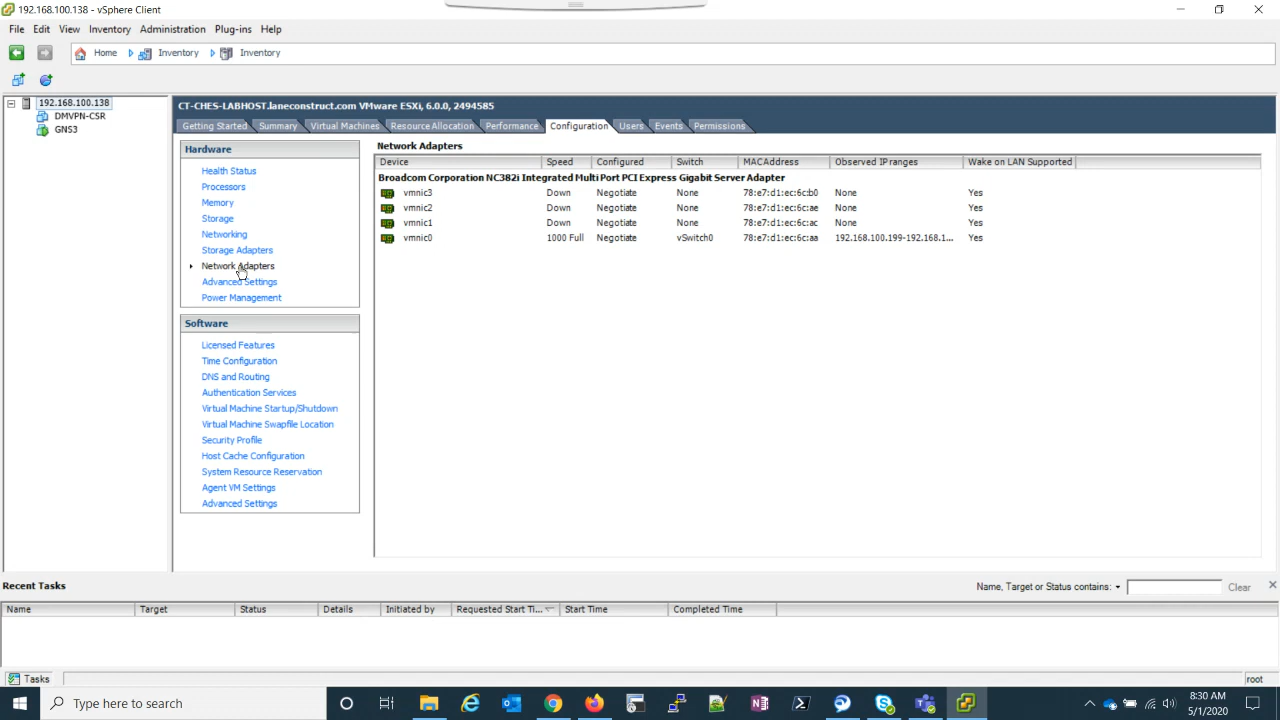 192.168.100.138 - vSphere Client
File Edit View Inventory Administration Plug-ins Help
Home Inventory Inventory
192.168.100.138
DMVPN-CSR
GNS3
CT-CHES-LABHOST.laneconstruct.com VMware ESXi, 6.0.0, 2494585
Getting Started Summary Virtual Machines Resource Allocation Performance Configuration Users Events Permissions
Hardware
Health Status
Processors
Memory
Storage
Networking
Storage Adapters
Network Adapters
Advanced Settings
Power Management
Software
Licensed Features
Time Configuration
DNS and Routing
Authentication Services
Virtual Machine Startup/Shutdown
Virtual Machine Swapfile Location
Security Profile
Host Cache Configuration
System Resource Reservation
Agent VM Settings
Advanced Settings
Network Adapters
Device Speed Configured Switch MAC Address Observed IP ranges Wake on LAN Supported
Broadcom Corporation NC382i Integrated Multi Port PCI Express Gigabit Server Adapter
vmnic3 Down Negotiate None 78:e7:d1:ec:6c:b0 None Yes
vmnic2 Down Negotiate None 78:e7:d1:ec:6c:ae None Yes
vmnic1 Down Negotiate None 78:e7:d1:ec:6c:ac None Yes
vmnic0 1000 Full Negotiate vSwitch0 78:e7:d1:ec:6c:aa 192.168.100.199-192.168.1... Yes
Recent Tasks
Name, Target or Status contains: Clear
Name Target Status Details Initiated by Requested Start Ti... Start Time Completed Time
Tasks root
Type here to search
8:30 AM
5/1/2020